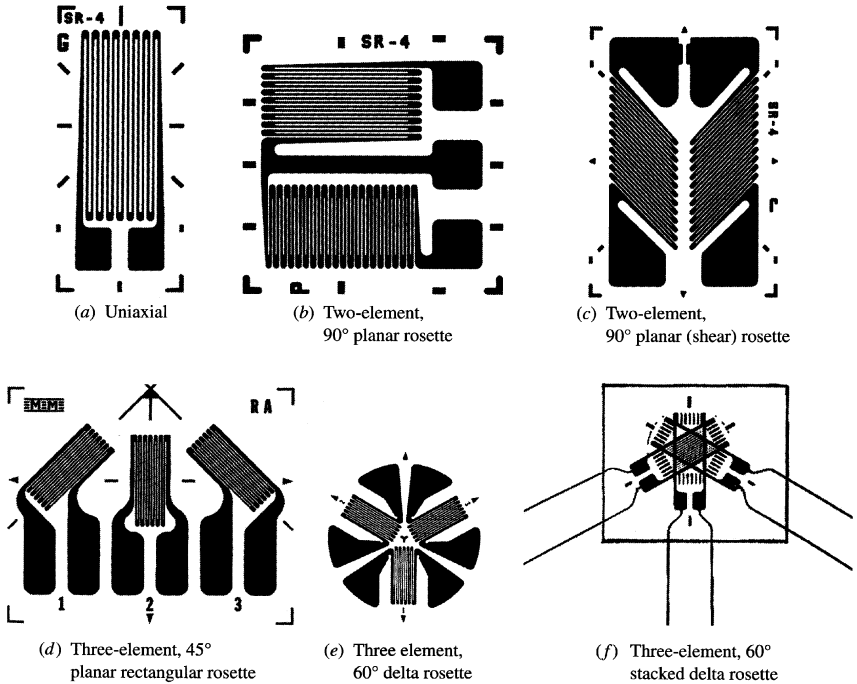 SR-4
G
(a) Uniaxial
SR-4
(b) Two-element,
90° planar rosette
SR-4
(c) Two-element,
90° planar (shear) rosette
M M
RA
1 2 3
(d) Three-element, 45°
planar rectangular rosette
(e) Three element,
60° delta rosette
(f) Three-element, 60°
stacked delta rosette